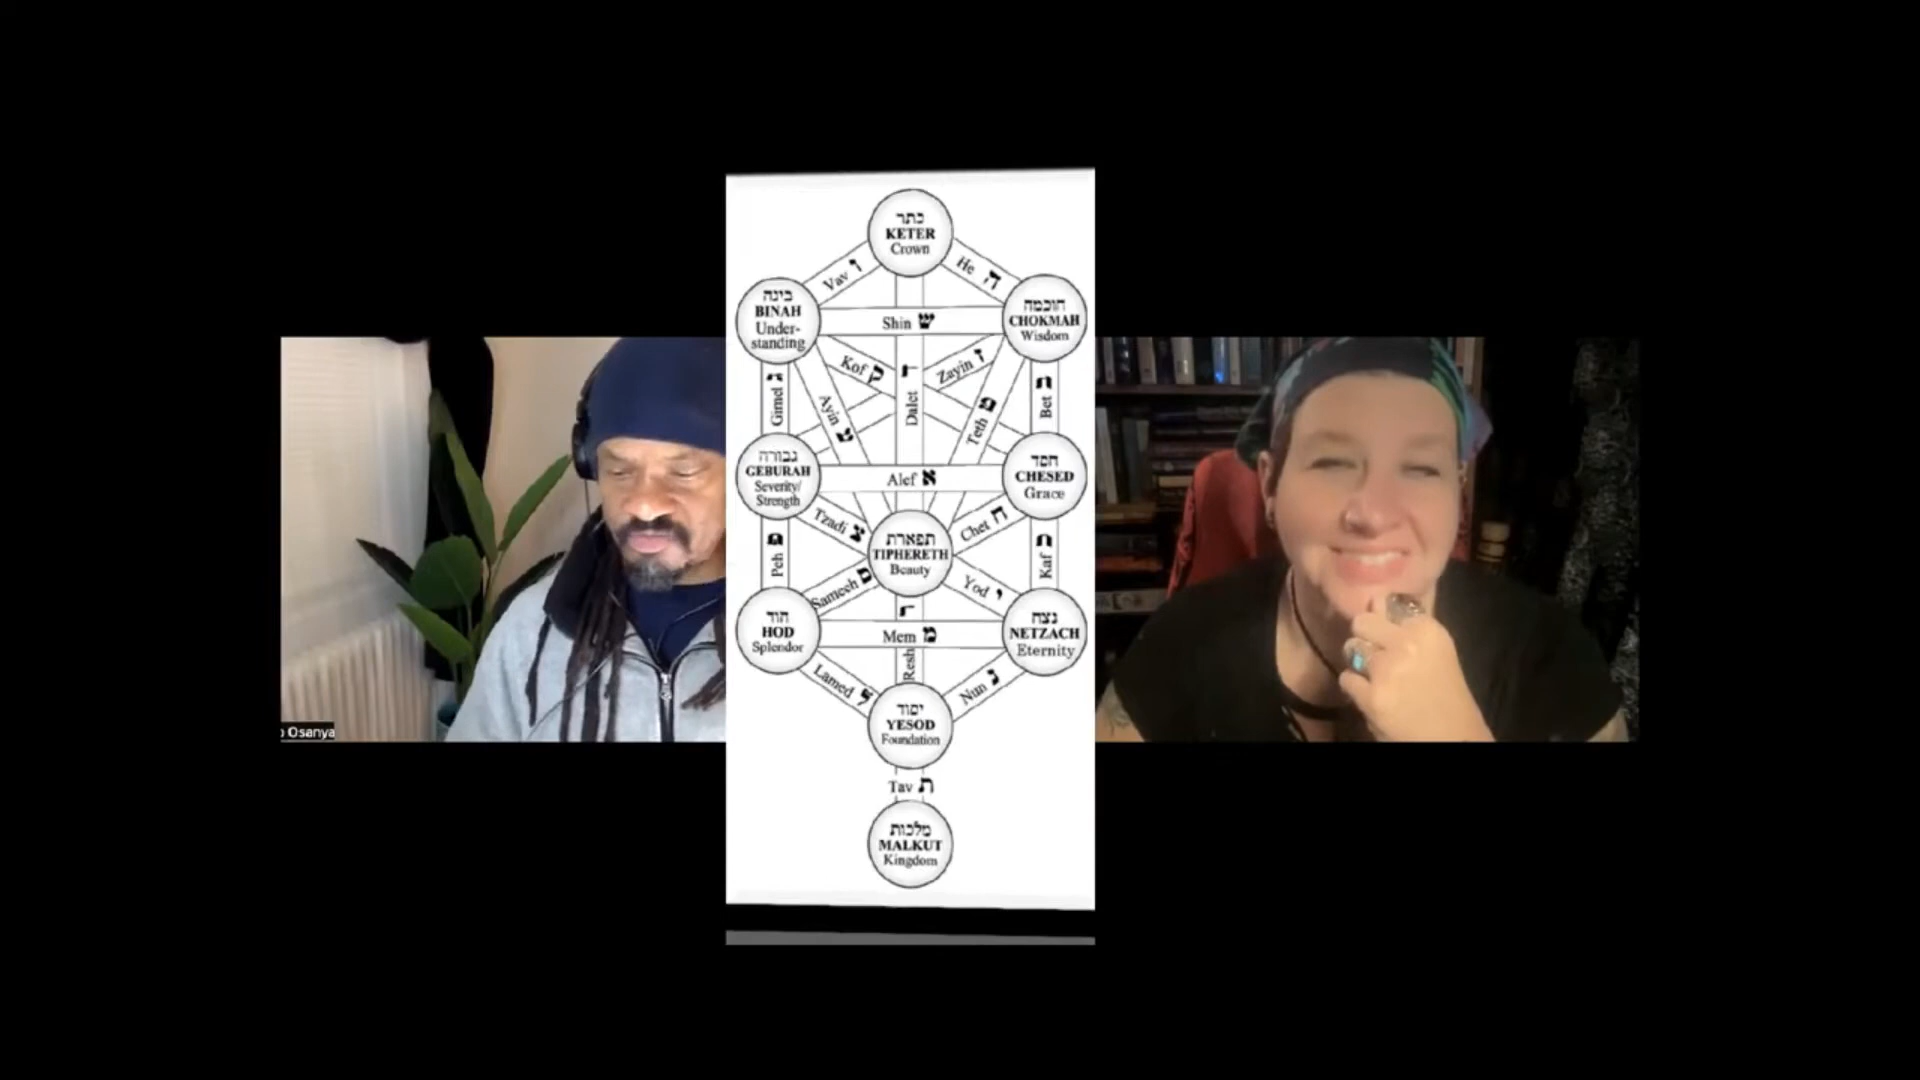 כתר
KETER
Crown
Vav ו
He ה
בינה
BINAH
Under-
standing
חוכמה
CHOKMAH
Wisdom
Shin ש
Kof ק
Zayin ז
Gimel
Ayin
Dalet
Teth
Bet
גבורה
GEBURAH
Severity/
Strength
חסד
CHESED
Grace
Alef א
Tzadi צ
Chet ח
תפארת
TIPHERETH
Beauty
Peh
Kaf
Samech
Yod י
הוד
HOD
Splendor
נצח
NETZACH
Eternity
Mem מ
Resh
Lamed ל
Nun נ
יסוד
YESOD
Foundation
Tav ת
מלכות
MALKUT
Kingdom
Osanya